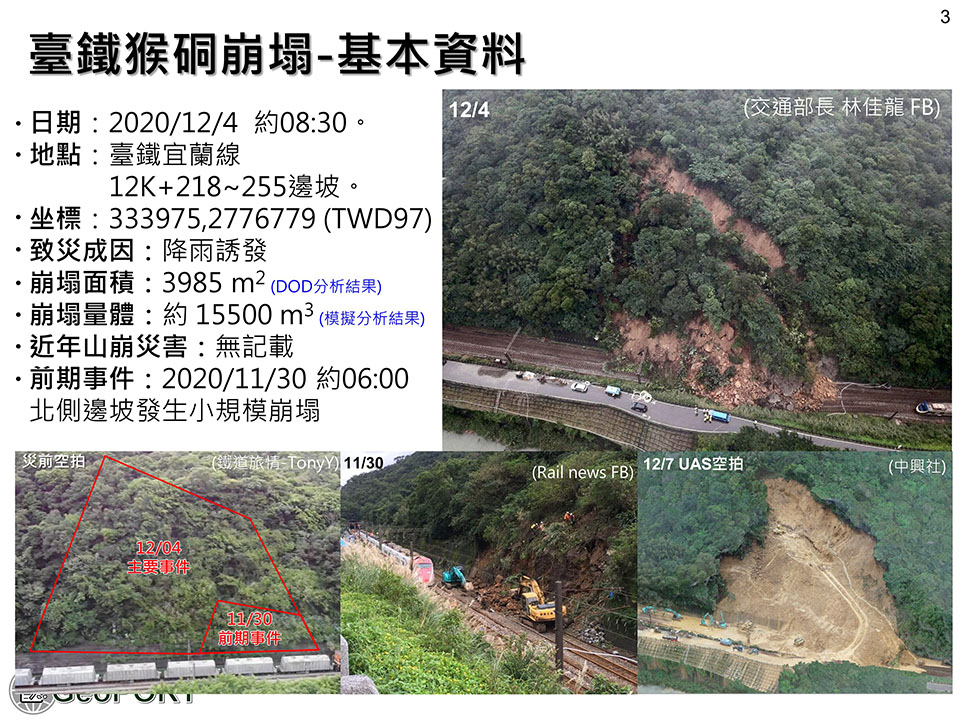 3
臺鐵猴硐崩塌-基本資料
・日期：2020/12/4 約08:30。
・地點：臺鐵宜蘭線
12K+218~255邊坡。
・坐標：333975,2776779 (TWD97)
・致災成因：降雨誘發
・崩塌面積：3985 m² (DOD分析結果)
・崩塌量體：約 15500 m³ (模擬分析結果)
・近年山崩災害：無記載
・前期事件：2020/11/30 約06:00
北側邊坡發生小規模崩塌
12/4
(交通部長 林佳龍 FB)
災前空拍
(鐵道旅情-TonyY)
12/04
主要事件
11/30
前期事件
11/30
(Rail news FB)
12/7 UAS空拍
(中興社)